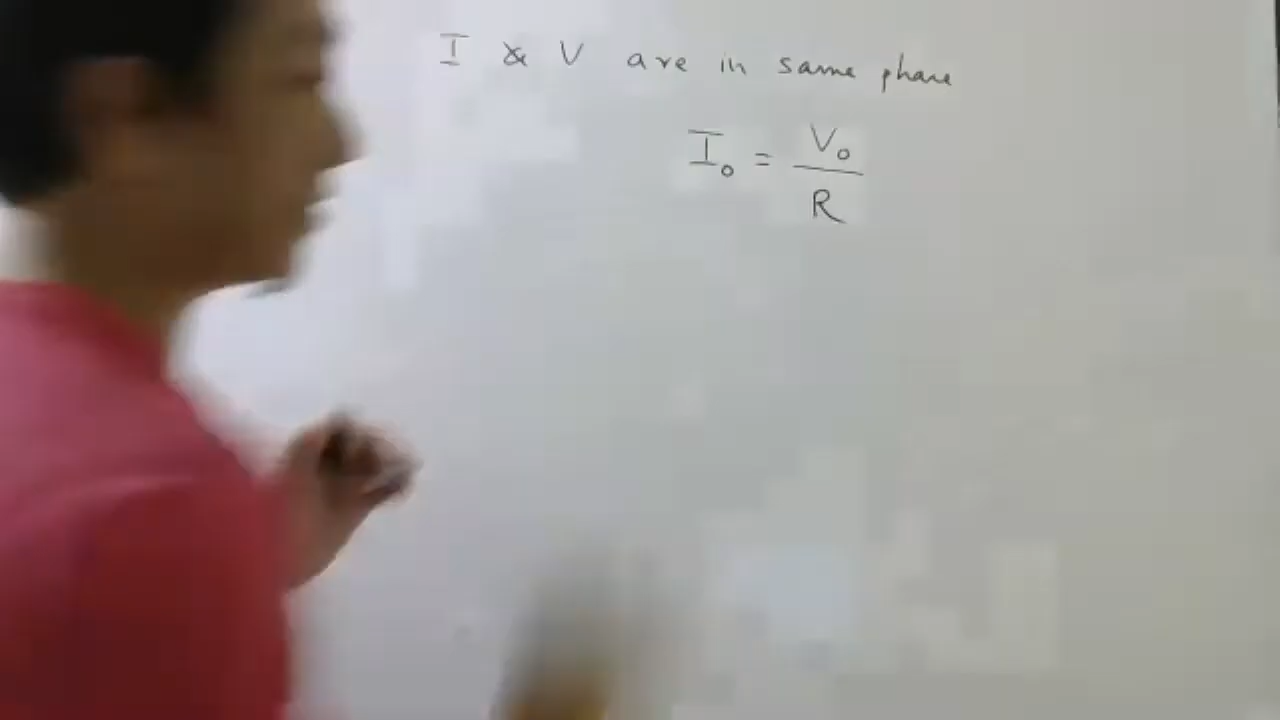 I & V are in same phase
I₀ = V₀ / R